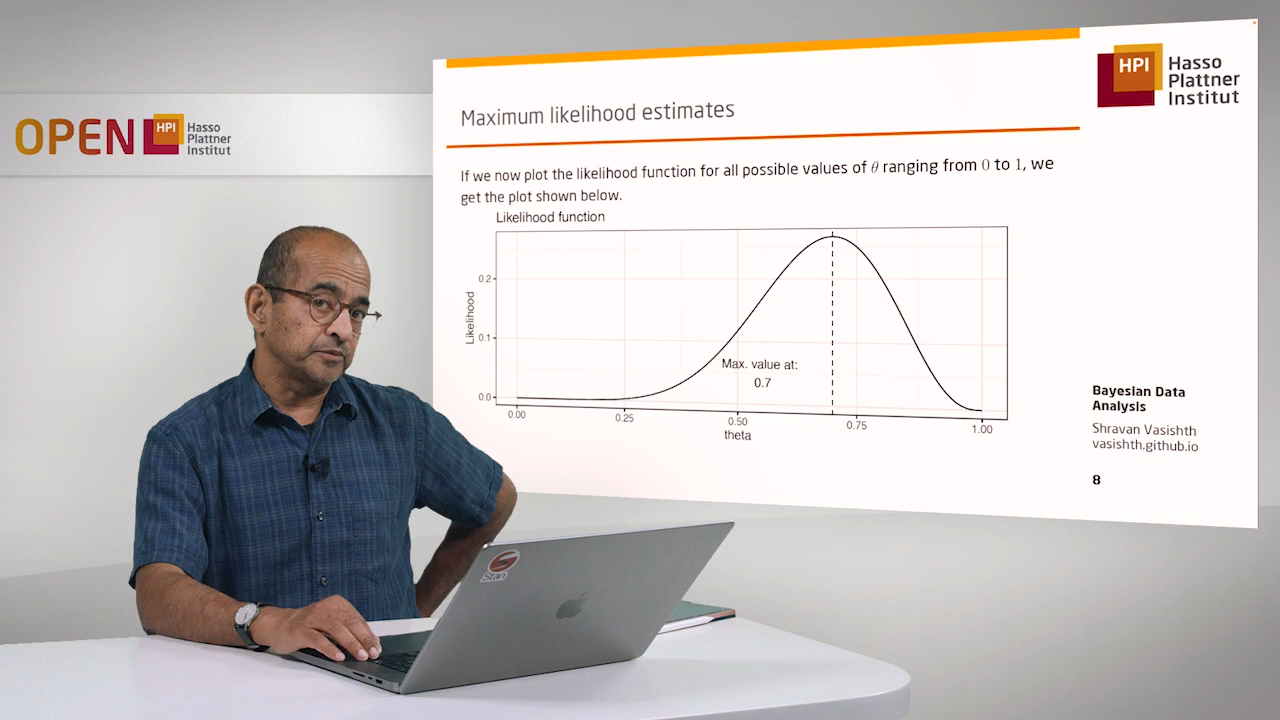 OPEN HPI Hasso
Plattner
Institut
HPI Hasso
Plattner
Institut
Maximum likelihood estimates
If we now plot the likelihood function for all possible values of θ ranging from 0 to 1, we
get the plot shown below.
Likelihood function
Likelihood
0.2
0.1
0.0
Max. value at:
0.7
0.00 0.25 0.50 0.75 1.00
theta
Bayesian Data
Analysis
Shravan Vasishth
vasishth.github.io
8
Stan